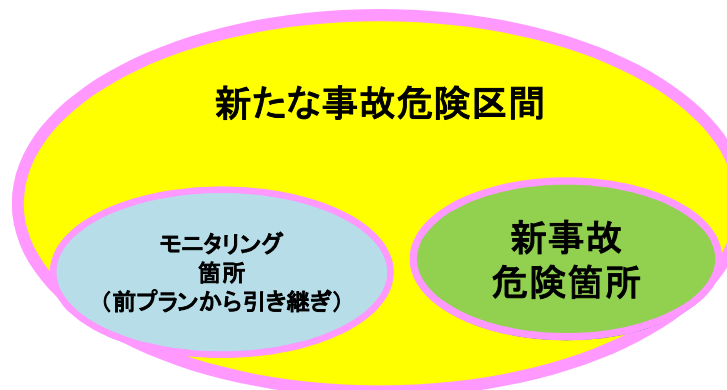 新たな事故危険区間
モニタリング
箇所
（前プランから引き継ぎ）
新事故
危険箇所